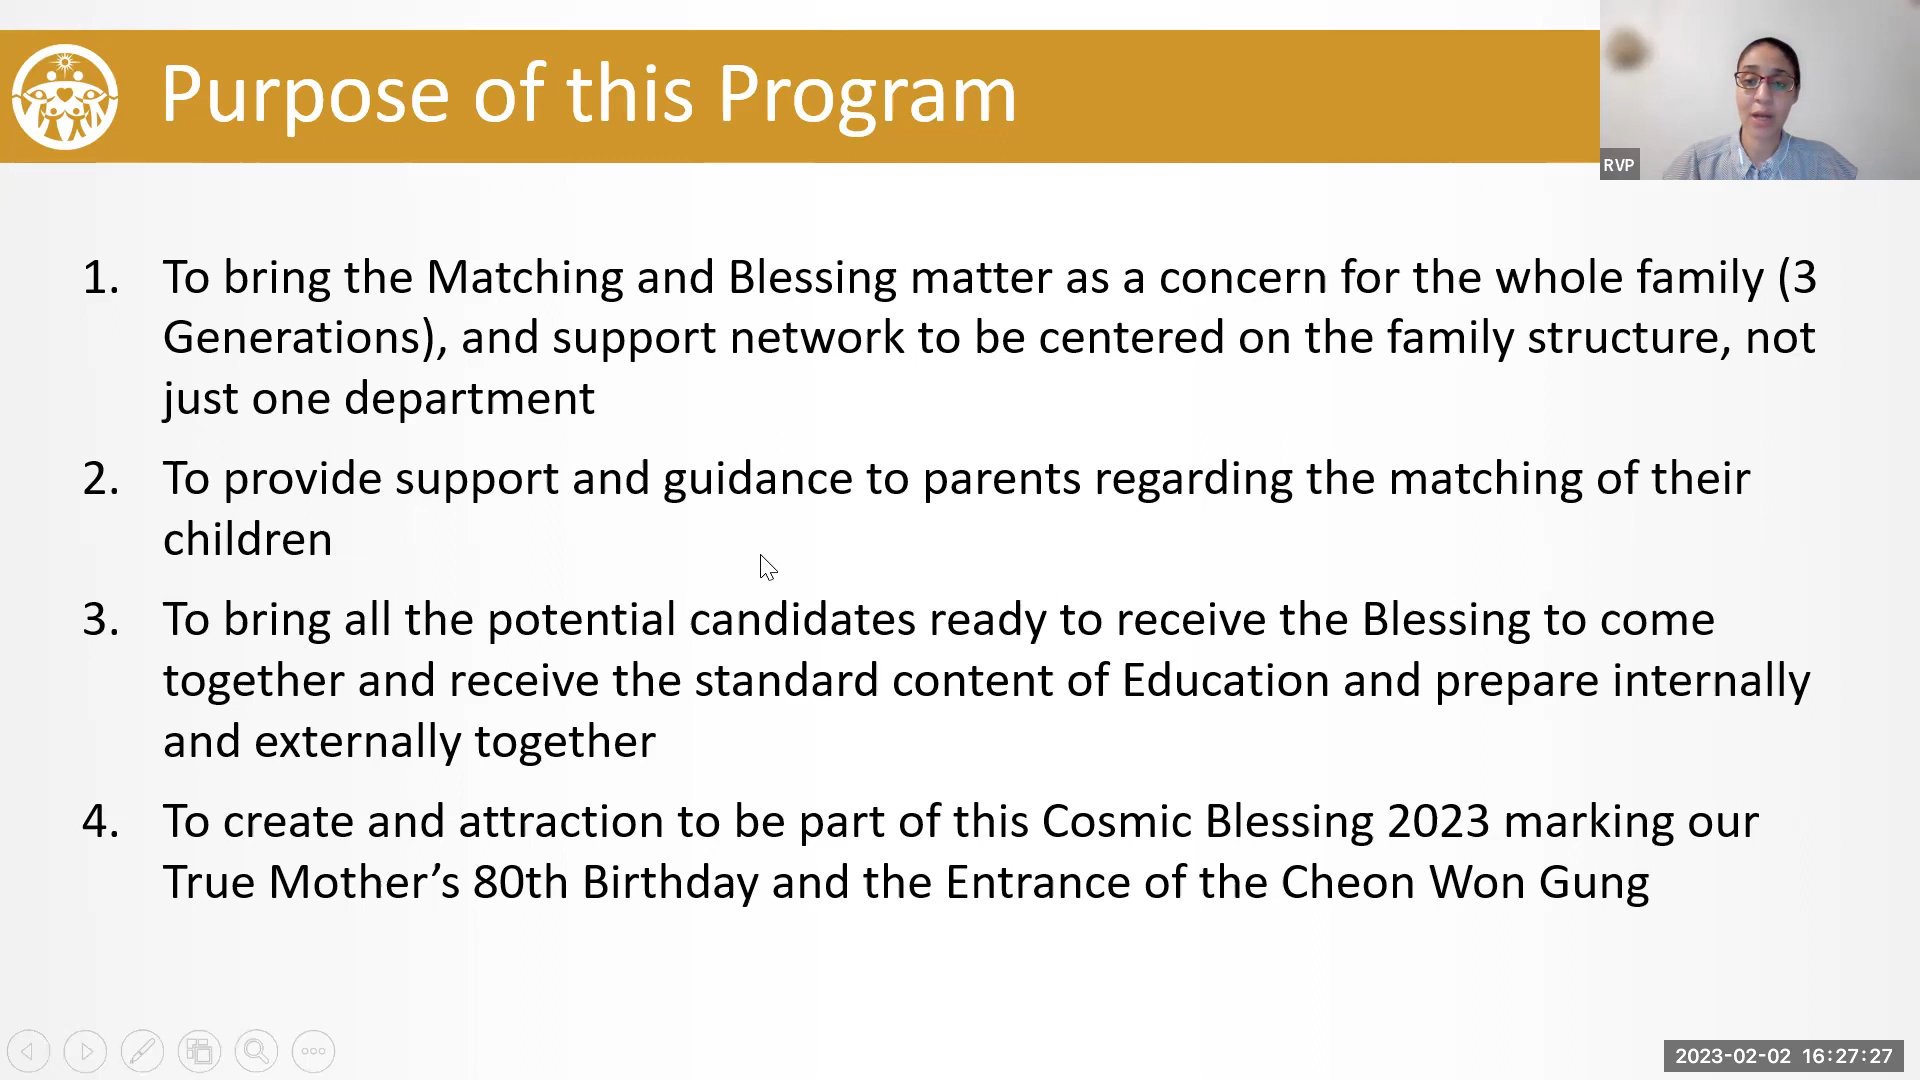 Purpose of this Program
RVP
1. To bring the Matching and Blessing matter as a concern for the whole family (3
Generations), and support network to be centered on the family structure, not
just one department
2. To provide support and guidance to parents regarding the matching of their
children
3. To bring all the potential candidates ready to receive the Blessing to come
together and receive the standard content of Education and prepare internally
and externally together
4. To create and attraction to be part of this Cosmic Blessing 2023 marking our
True Mother’s 80th Birthday and the Entrance of the Cheon Won Gung
2023-02-02 16:27:27